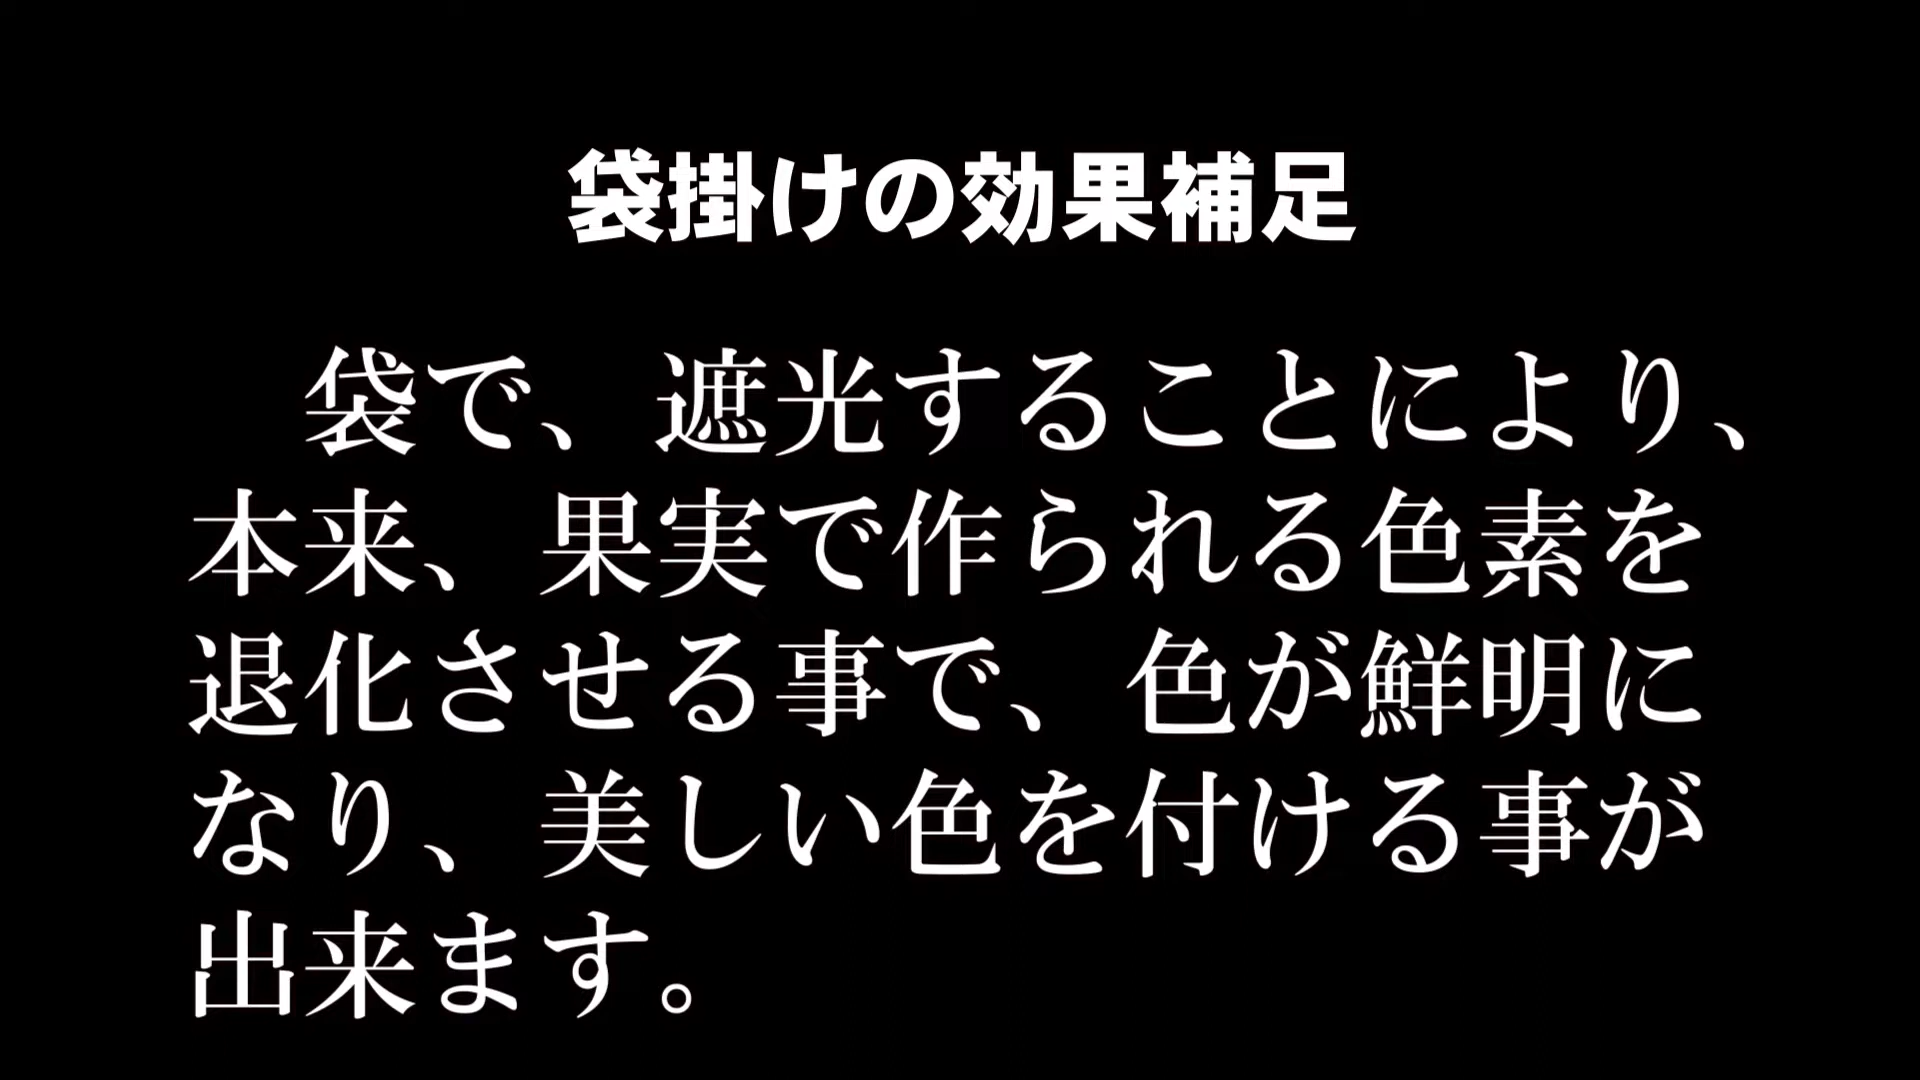 袋掛けの効果補足
袋で、遮光することにより、
本来、果実で作られる色素を
退化させる事で、色が鮮明に
なり、美しい色を付ける事が
出来ます。